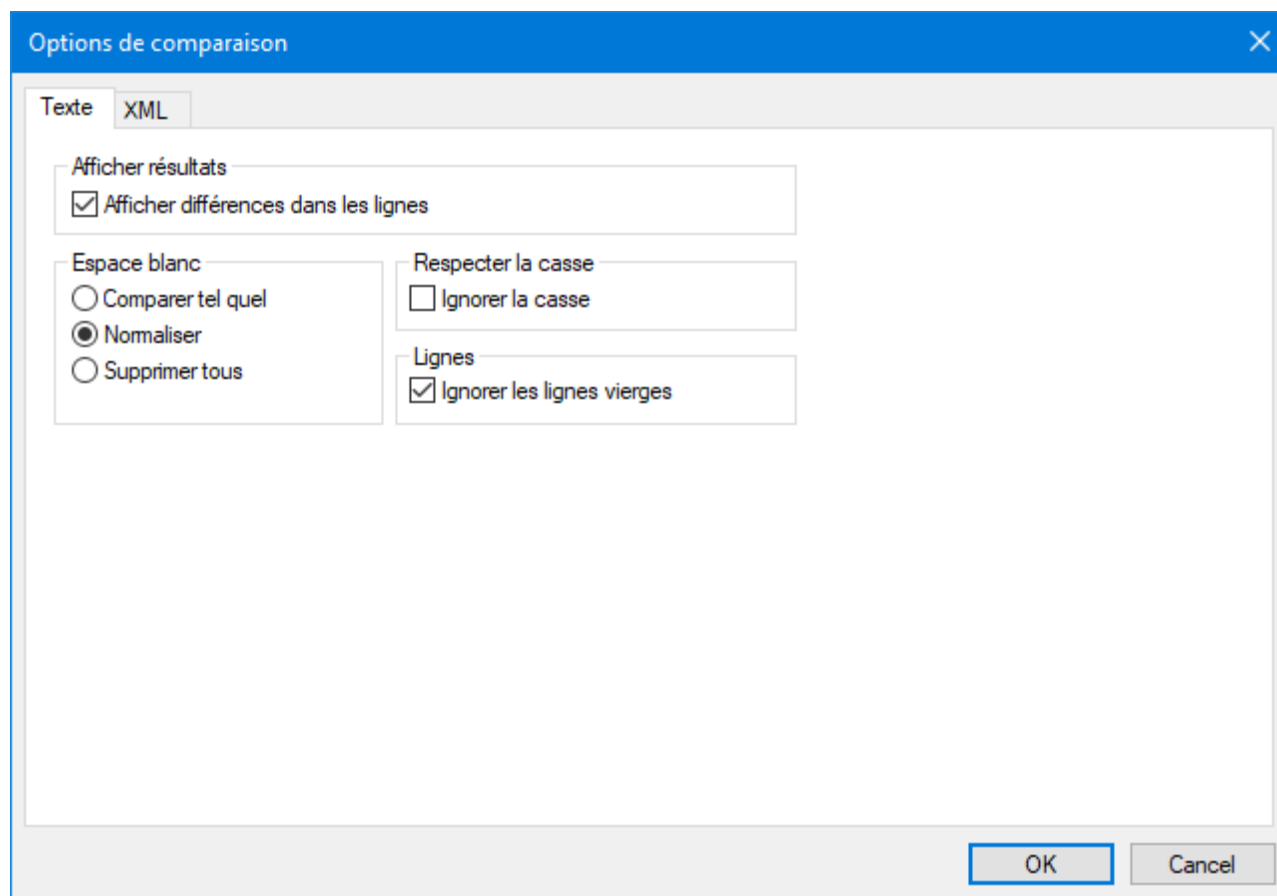 Options de comparaison
Texte XML
Afficher résultats
Afficher différences dans les lignes
Espace blanc
Comparer tel quel
Normaliser
Supprimer tous
Respecter la casse
Ignorer la casse
Lignes
Ignorer les lignes vierges
OK Cancel